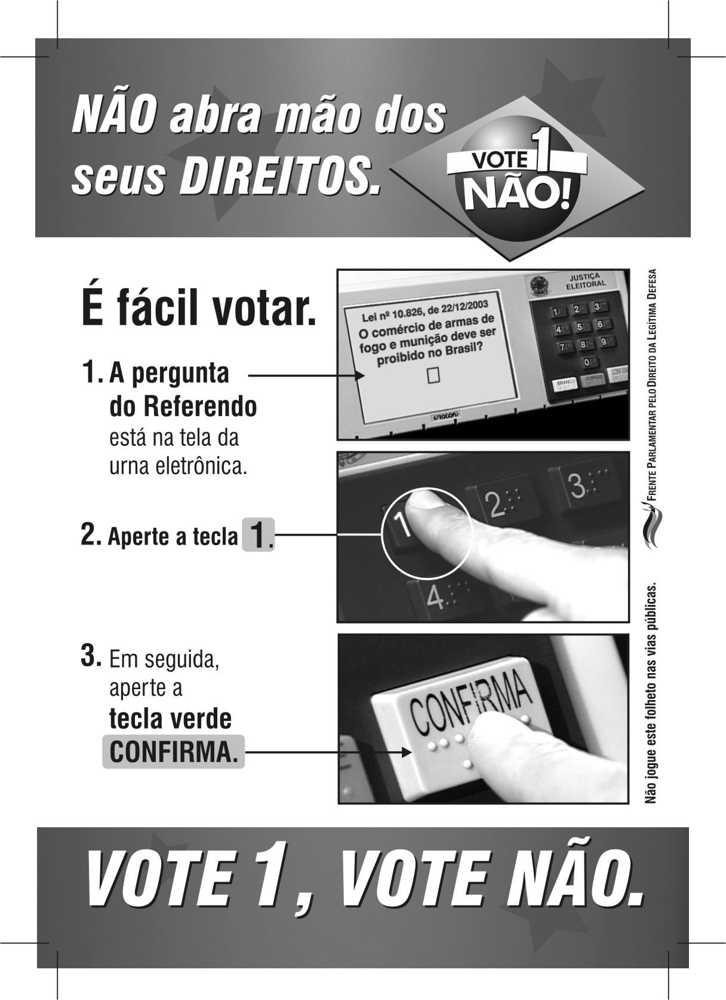 NÃO abra mão dos
seus DIREITOS.
VOTE 1
NÃO!
É fácil votar.
1. A pergunta
do Referendo
está na tela da
urna eletrônica.
JUSTIÇA
ELEITORAL
Lei nº 10.826, de 22/12/2003
O comércio de armas de
fogo e munição deve ser
proibido no Brasil?
1 2 3
4 5 6
7 8 9
0
BRANCO CONFIRMA
PROCOMP
2. Aperte a tecla 1.
1 2 3
4
3. Em seguida,
aperte a
tecla verde
CONFIRMA.
CONFIRMA
FRENTE PARLAMENTAR PELO DIREITO DA LEGÍTIMA DEFESA
Não jogue este folheto nas vias públicas.
VOTE 1, VOTE NÃO.